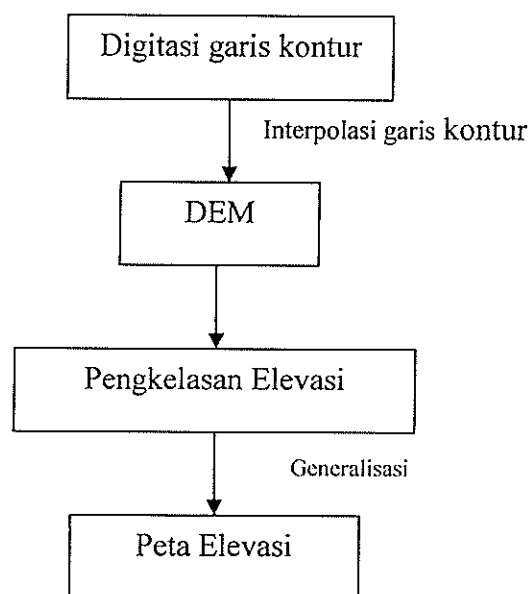 Digitasi garis kontur
Interpolasi garis kontur
DEM
Pengkelasan Elevasi
Generalisasi
Peta Elevasi